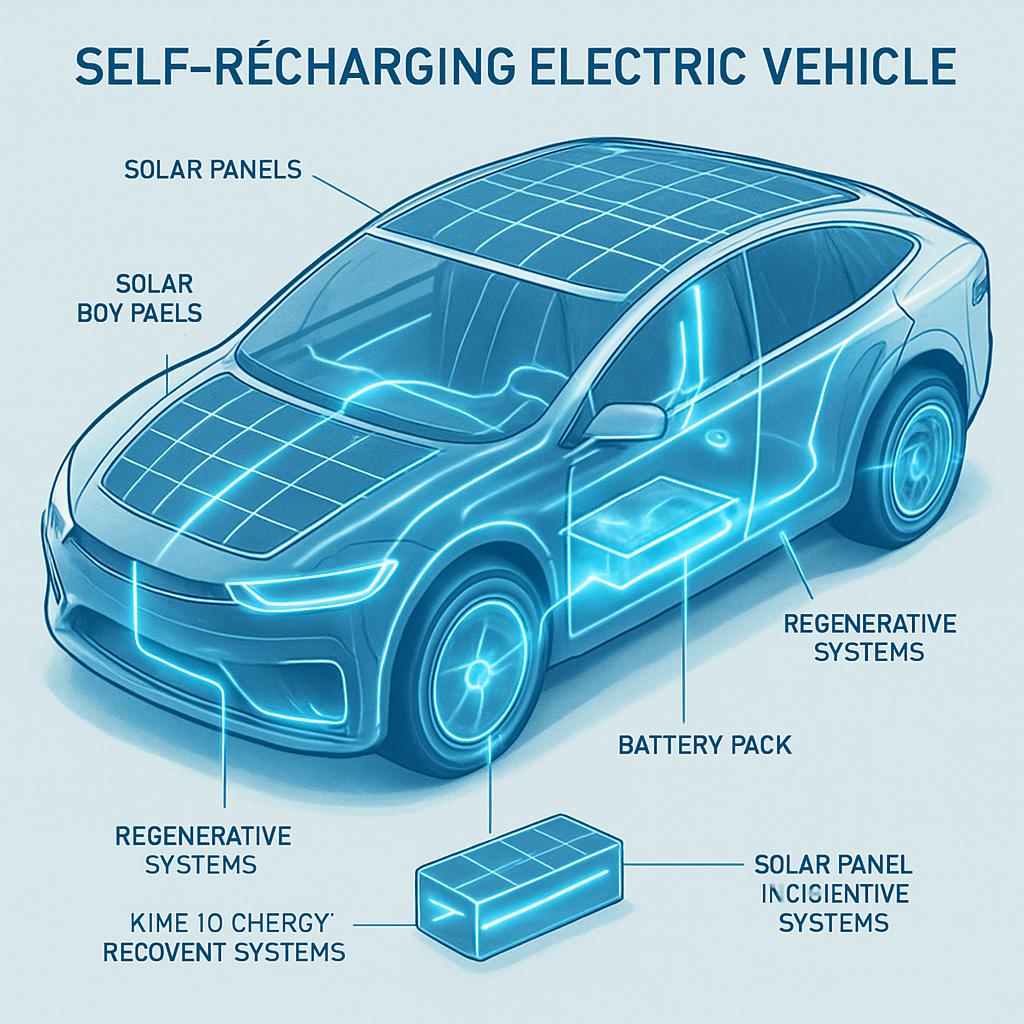 SELF-RÉCHARGING ELECTRIC VEHICLE
SOLAR PANELS
SOLAR
BOY PAELS
REGENERATIVE
SYSTEMS
BATTERY PACK
REGENERATIVE
SYSTEMS
SOLAR PANEL
SYSTEMS
KIME 10 CHERGY'
RECOVENT SYSTEMS